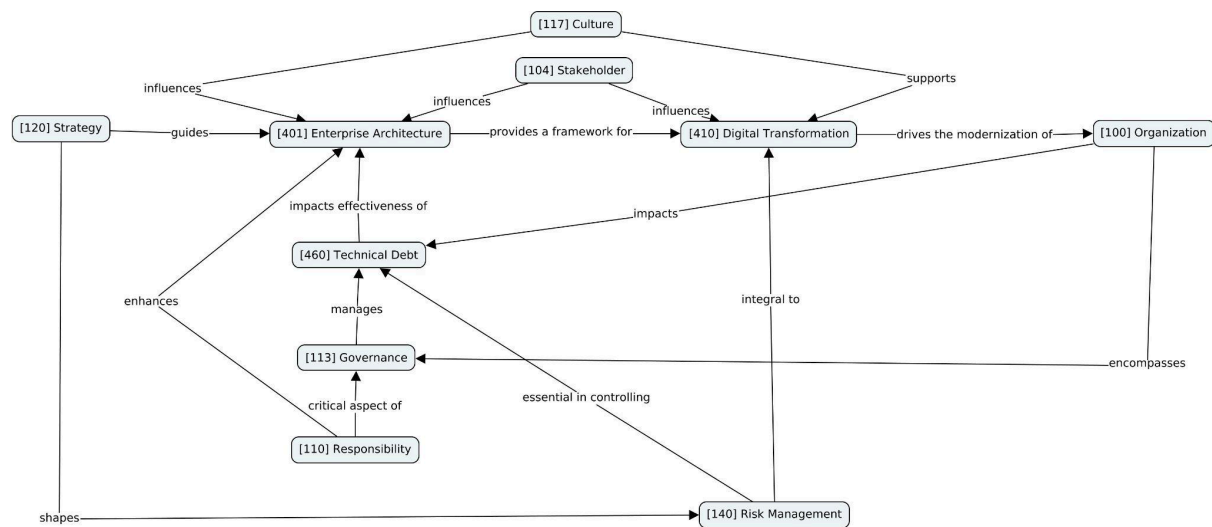 [117] Culture
[104] Stakeholder
influences
supports
influences
influences
[120] Strategy
guides
[401] Enterprise Architecture
provides a framework for
[410] Digital Transformation
drives the modernization of
[100] Organization
impacts effectiveness of
impacts
[460] Technical Debt
enhances
manages
integral to
[113] Governance
encompasses
critical aspect of
essential in controlling
[110] Responsibility
shapes
[140] Risk Management